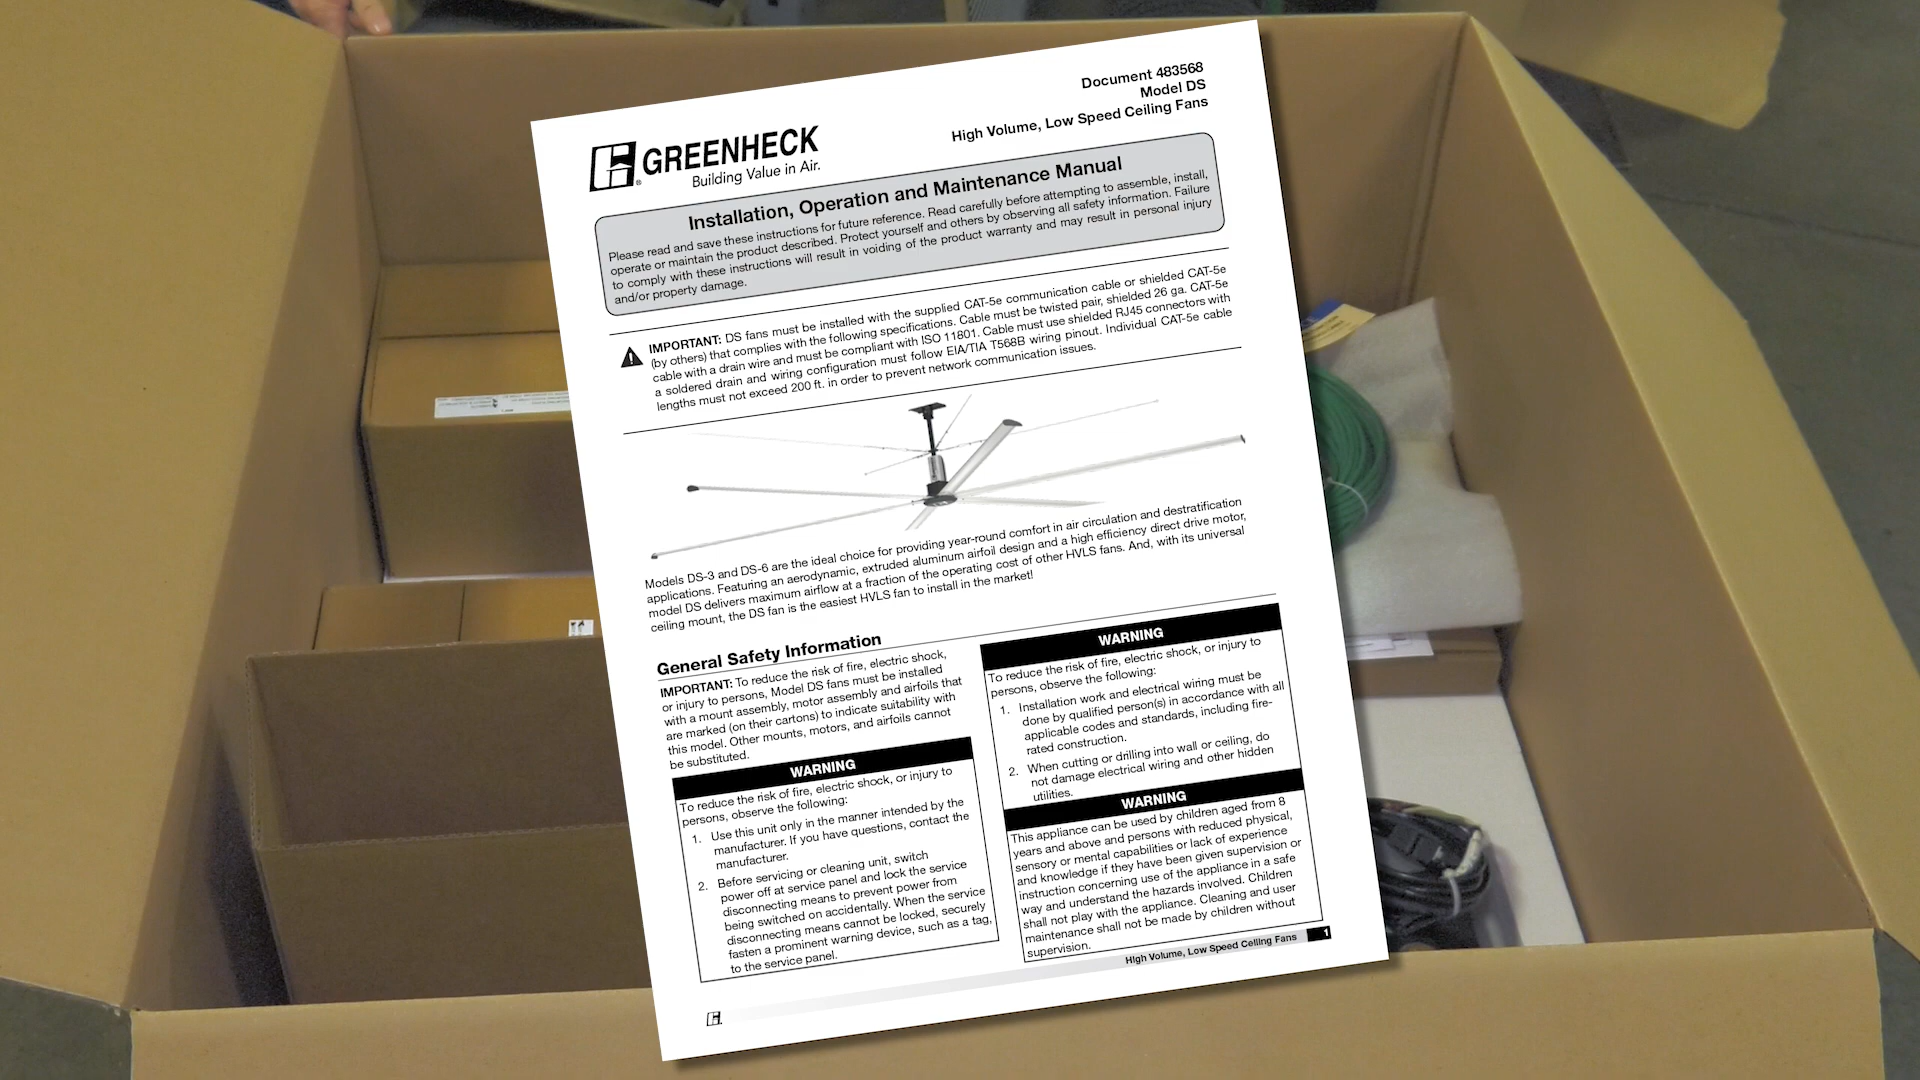 Document 483568
Model DS
High Volume, Low Speed Ceiling Fans
GREENHECK
Building Value in Air.
Installation, Operation and Maintenance Manual
Please read and save these instructions for future reference. Read carefully before attempting to assemble, install,
operate or maintain the product described. Protect yourself and others by observing all safety information. Failure
to comply with these instructions will result in voiding of the product warranty and may result in personal injury
and/or property damage.
IMPORTANT: DS fans must be installed with the supplied CAT-5e communication cable or shielded CAT-5e
(by others) that complies with the following specifications. Cable must be twisted pair, shielded 26 ga. CAT-5e
cable with a drain wire and must be compliant with ISO 11801. Cable must use shielded RJ45 connectors with
a soldered drain and wiring configuration must follow EIA/TIA T568B wiring pinout. Individual CAT-5e cable
lengths must not exceed 200 ft. in order to prevent network communication issues.
Models DS-3 and DS-6 are the ideal choice for providing year-round comfort in air circulation and destratification
applications. Featuring an aerodynamic, extruded aluminum airfoil design and a high efficiency direct drive motor,
model DS delivers maximum airflow at a fraction of the operating cost of other HVLS fans. And, with its universal
ceiling mount, the DS fan is the easiest HVLS fan to install in the market!
General Safety Information
IMPORTANT: To reduce the risk of fire, electric shock,
or injury to persons, Model DS fans must be installed
with a mount assembly, motor assembly and airfoils that
are marked (on their cartons) to indicate suitability with
this model. Other mounts, motors, and airfoils cannot
be substituted.
WARNING
To reduce the risk of fire, electric shock, or injury to
persons, observe the following:
1. Use this unit only in the manner intended by the
manufacturer. If you have questions, contact the
manufacturer.
2. Before servicing or cleaning unit, switch
power off at service panel and lock the service
disconnecting means to prevent power from
being switched on accidentally. When the service
disconnecting means cannot be locked, securely
fasten a prominent warning device, such as a tag,
to the service panel.
WARNING
To reduce the risk of fire, electric shock, or injury to
persons, observe the following:
1. Installation work and electrical wiring must be
done by qualified person(s) in accordance with all
applicable codes and standards, including fire-
rated construction.
2. When cutting or drilling into wall or ceiling, do
not damage electrical wiring and other hidden
utilities.
WARNING
This appliance can be used by children aged from 8
years and above and persons with reduced physical,
sensory or mental capabilities or lack of experience
and knowledge if they have been given supervision or
instruction concerning use of the appliance in a safe
way and understand the hazards involved. Children
shall not play with the appliance. Cleaning and user
maintenance shall not be made by children without
supervision.
High Volume, Low Speed Ceiling Fans 1